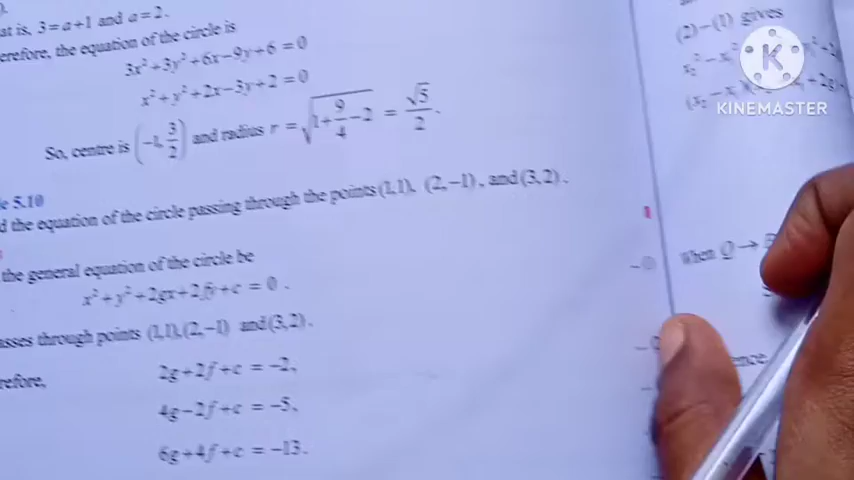 at is, 3 = a+1 and a = 2.
erefore, the equation of the circle is
3x²+3y²+6x−9y+6 = 0
x²+y²+2x−3y+2 = 0
So, centre is (−1, 3/2) and radius r = √(1+9/4−2) = √5/2.
e 5.10
d the equation of the circle passing through the points (1,1), (2,−1), and (3,2).
the general equation of the circle be
x²+y²+2gx+2fy+c = 0.
asses through points (1,1),(2,−1) and (3,2).
refore,
2g+2f+c = −2,
4g−2f+c = −5,
6g+4f+c = −13.
(2)−(1) gives
When Q →
ence
KINEMASTER